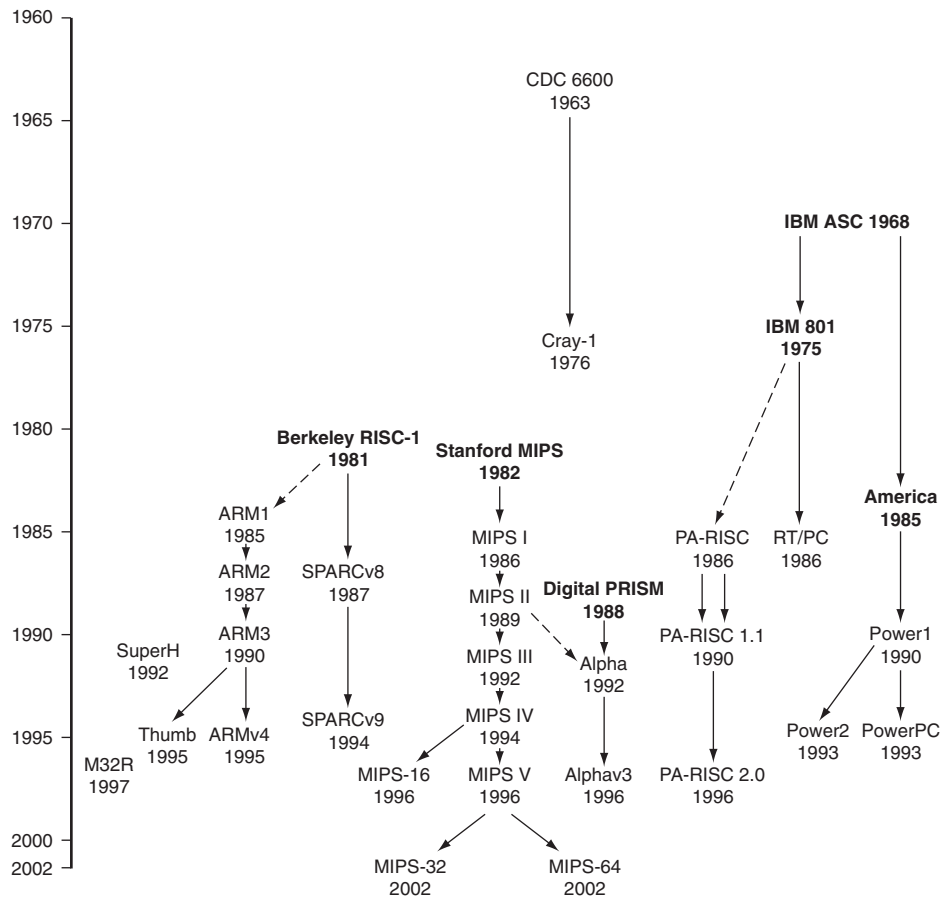 1960
CDC 6600
1963
1965
1970
IBM ASC 1968
1975
IBM 801
1975
Cray-1
1976
1980
Berkeley RISC-1
1981
Stanford MIPS
1982
America
1985
1985
ARM1
1985
MIPS I
1986
PA-RISC
1986
RT/PC
1986
ARM2
1987
SPARCv8
1987
MIPS II
1989
Digital PRISM
1988
1990
ARM3
1990
SuperH
1992
MIPS III
1992
Alpha
1992
PA-RISC 1.1
1990
Power1
1990
1995
Thumb
1995
ARMv4
1995
SPARCv9
1994
MIPS IV
1994
Power2
1993
PowerPC
1993
M32R
1997
MIPS-16
1996
MIPS V
1996
Alphav3
1996
PA-RISC 2.0
1996
2000
2002
MIPS-32
2002
MIPS-64
2002